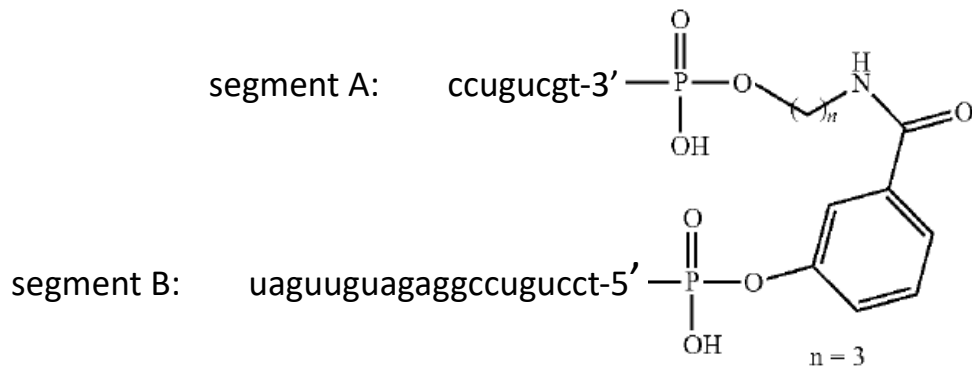 O
H
segment A: ccugucgt-3’ P O N
( )n
OH
O
O
segment B: uaguuguagaggccugucct-5’ P O
OH
n = 3